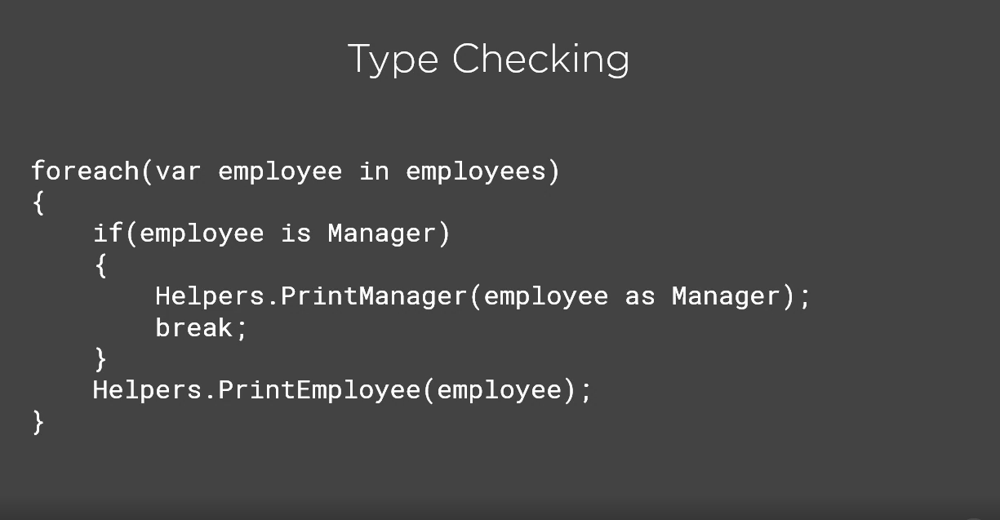 Type Checking
foreach(var employee in employees)
{
    if(employee is Manager)
    {
        Helpers.PrintManager(employee as Manager);
        break;
    }
    Helpers.PrintEmployee(employee);
}